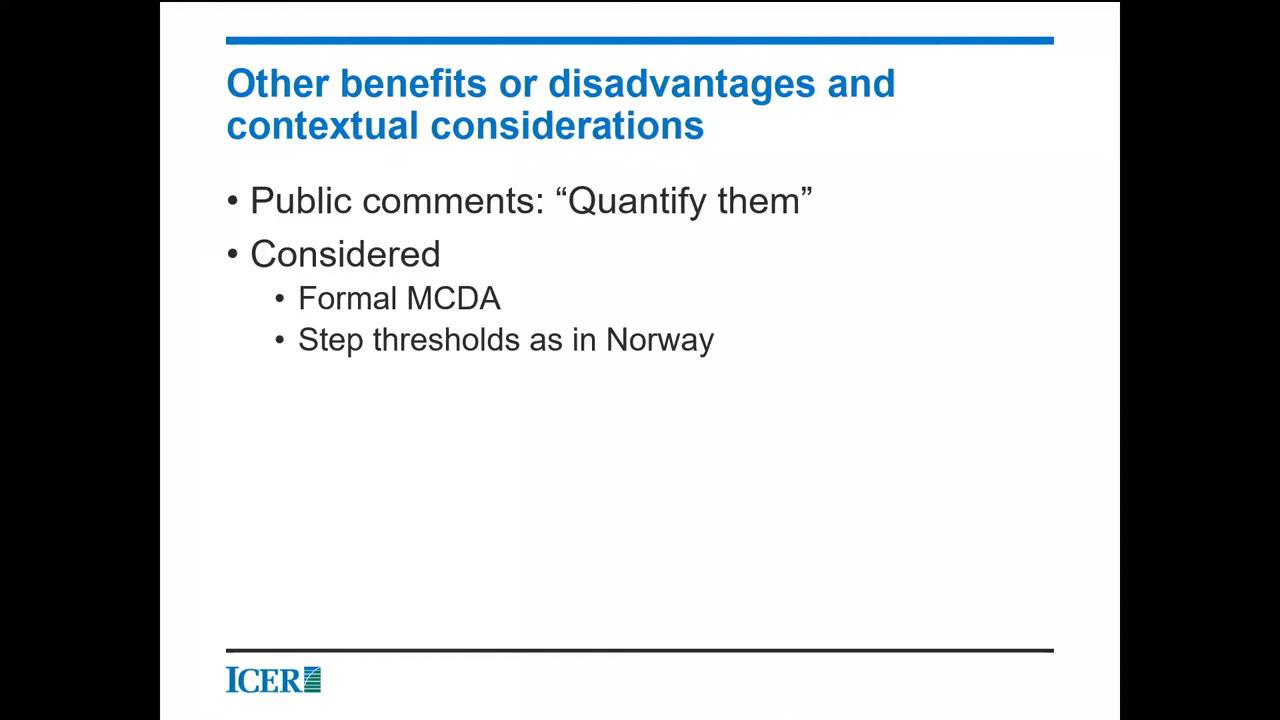 Other benefits or disadvantages and
contextual considerations
• Public comments: “Quantify them”
• Considered
• Formal MCDA
• Step thresholds as in Norway
ICER